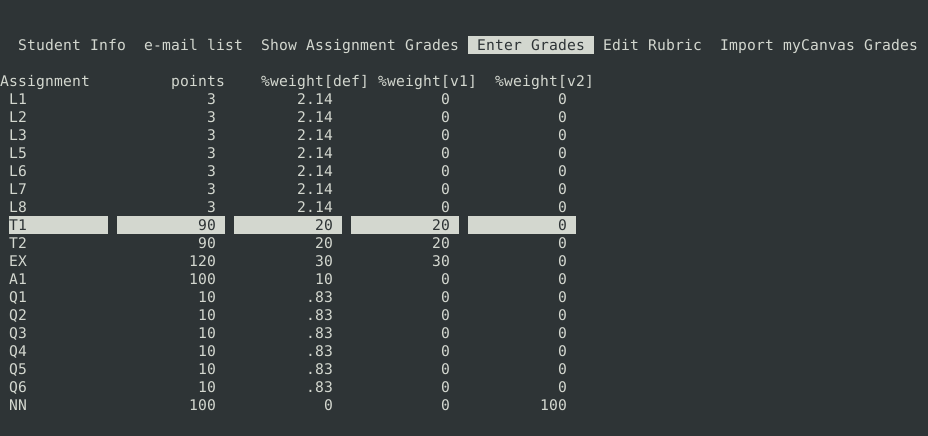 Student Info  e-mail list  Show Assignment Grades  Enter Grades  Edit Rubric  Import myCanvas Grades
Assignment  points  %weight[def]  %weight[v1]  %weight[v2]
L1  3  2.14  0  0
L2  3  2.14  0  0
L3  3  2.14  0  0
L5  3  2.14  0  0
L6  3  2.14  0  0
L7  3  2.14  0  0
L8  3  2.14  0  0
T1  90  20  20  0
T2  90  20  20  0
EX  120  30  30  0
A1  100  10  0  0
Q1  10  .83  0  0
Q2  10  .83  0  0
Q3  10  .83  0  0
Q4  10  .83  0  0
Q5  10  .83  0  0
Q6  10  .83  0  0
NN  100  0  0  100